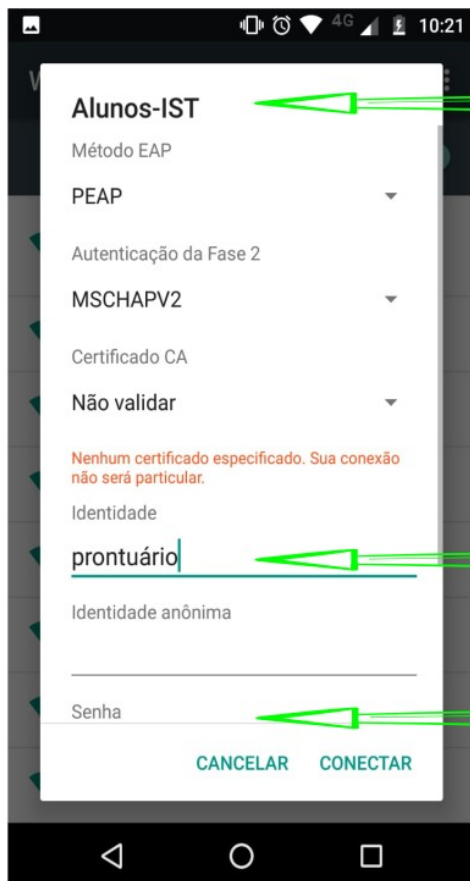 4G 10:21
W
Alunos-IST
Método EAP
PEAP
Autenticação da Fase 2
MSCHAPV2
Certificado CA
Não validar
Nenhum certificado especificado. Sua conexão
não será particular.
Identidade
prontuário
Identidade anônima
Senha
CANCELAR CONECTAR